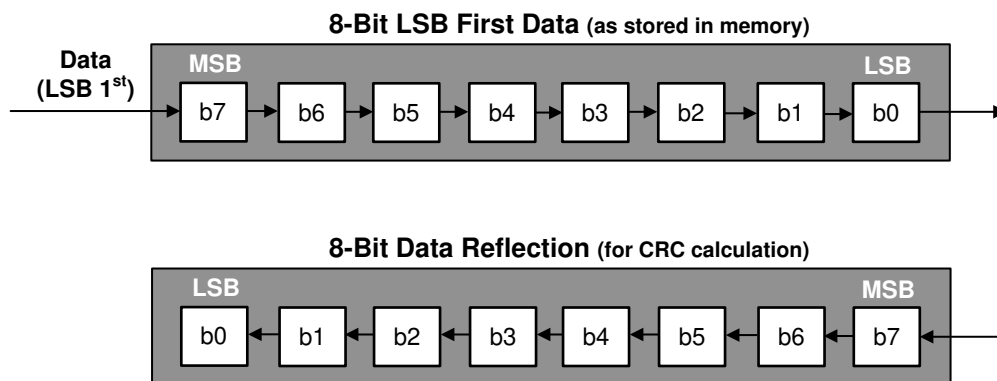 8-Bit LSB First Data (as stored in memory)
Data
(LSB 1st)
MSB LSB
b7 b6 b5 b4 b3 b2 b1 b0
8-Bit Data Reflection (for CRC calculation)
LSB MSB
b0 b1 b2 b3 b4 b5 b6 b7